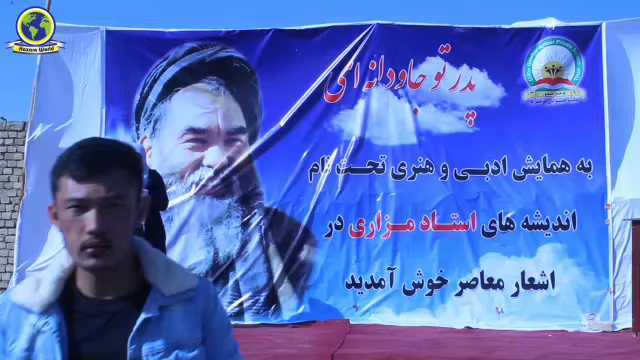 Hazara World
پدر تو جاودانه ای
به همایش ادبی و هنری تحت نام
اندیشه های استاد مزاری در
اشعار معاصر خوش آمدید